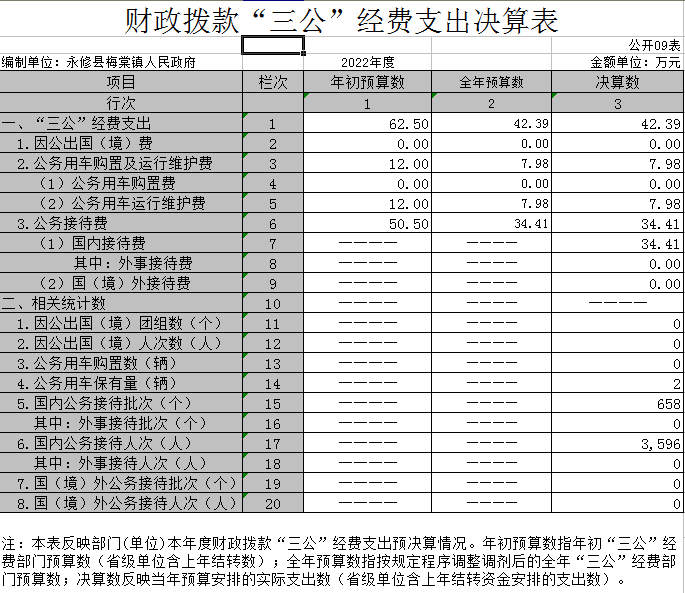 财政拨款“三公”经费支出决算表
公开09表
编制单位：永修县梅棠镇人民政府 2022年度 金额单位：万元
项目 栏次 年初预算数 全年预算数 决算数
行次 1 2 3
一、“三公”经费支出 1 62.50 42.39 42.39
1.因公出国（境）费 2 0.00 0.00 0.00
2.公务用车购置及运行维护费 3 12.00 7.98 7.98
（1）公务用车购置费 4 0.00 0.00 0.00
（2）公务用车运行维护费 5 12.00 7.98 7.98
3.公务接待费 6 50.50 34.41 34.41
（1）国内接待费 7 ———— ———— 34.41
其中：外事接待费 8 ———— ———— 0.00
（2）国（境）外接待费 9 ———— ———— 0.00
二、相关统计数 10 ———— ———— ————
1.因公出国（境）团组数（个） 11 ———— ———— 0
2.因公出国（境）人次数（人） 12 ———— ———— 0
3.公务用车购置数（辆） 13 ———— ———— 0
4.公务用车保有量（辆） 14 ———— ———— 2
5.国内公务接待批次（个） 15 ———— ———— 658
其中：外事接待批次（个） 16 ———— ———— 0
6.国内公务接待人次（人） 17 ———— ———— 3,596
其中：外事接待人次（人） 18 ———— ———— 0
7.国（境）外公务接待批次（个） 19 ———— ———— 0
8.国（境）外公务接待人次（人） 20 ———— ———— 0
注：本表反映部门(单位)本年度财政拨款“三公”经费支出预决算情况。年初预算数指年初“三公”经
费部门预算数（省级单位含上年结转数）；全年预算数指按规定程序调整调剂后的全年“三公”经费部
门预算数；决算数反映当年预算安排的实际支出数（省级单位含上年结转资金安排的支出数）。